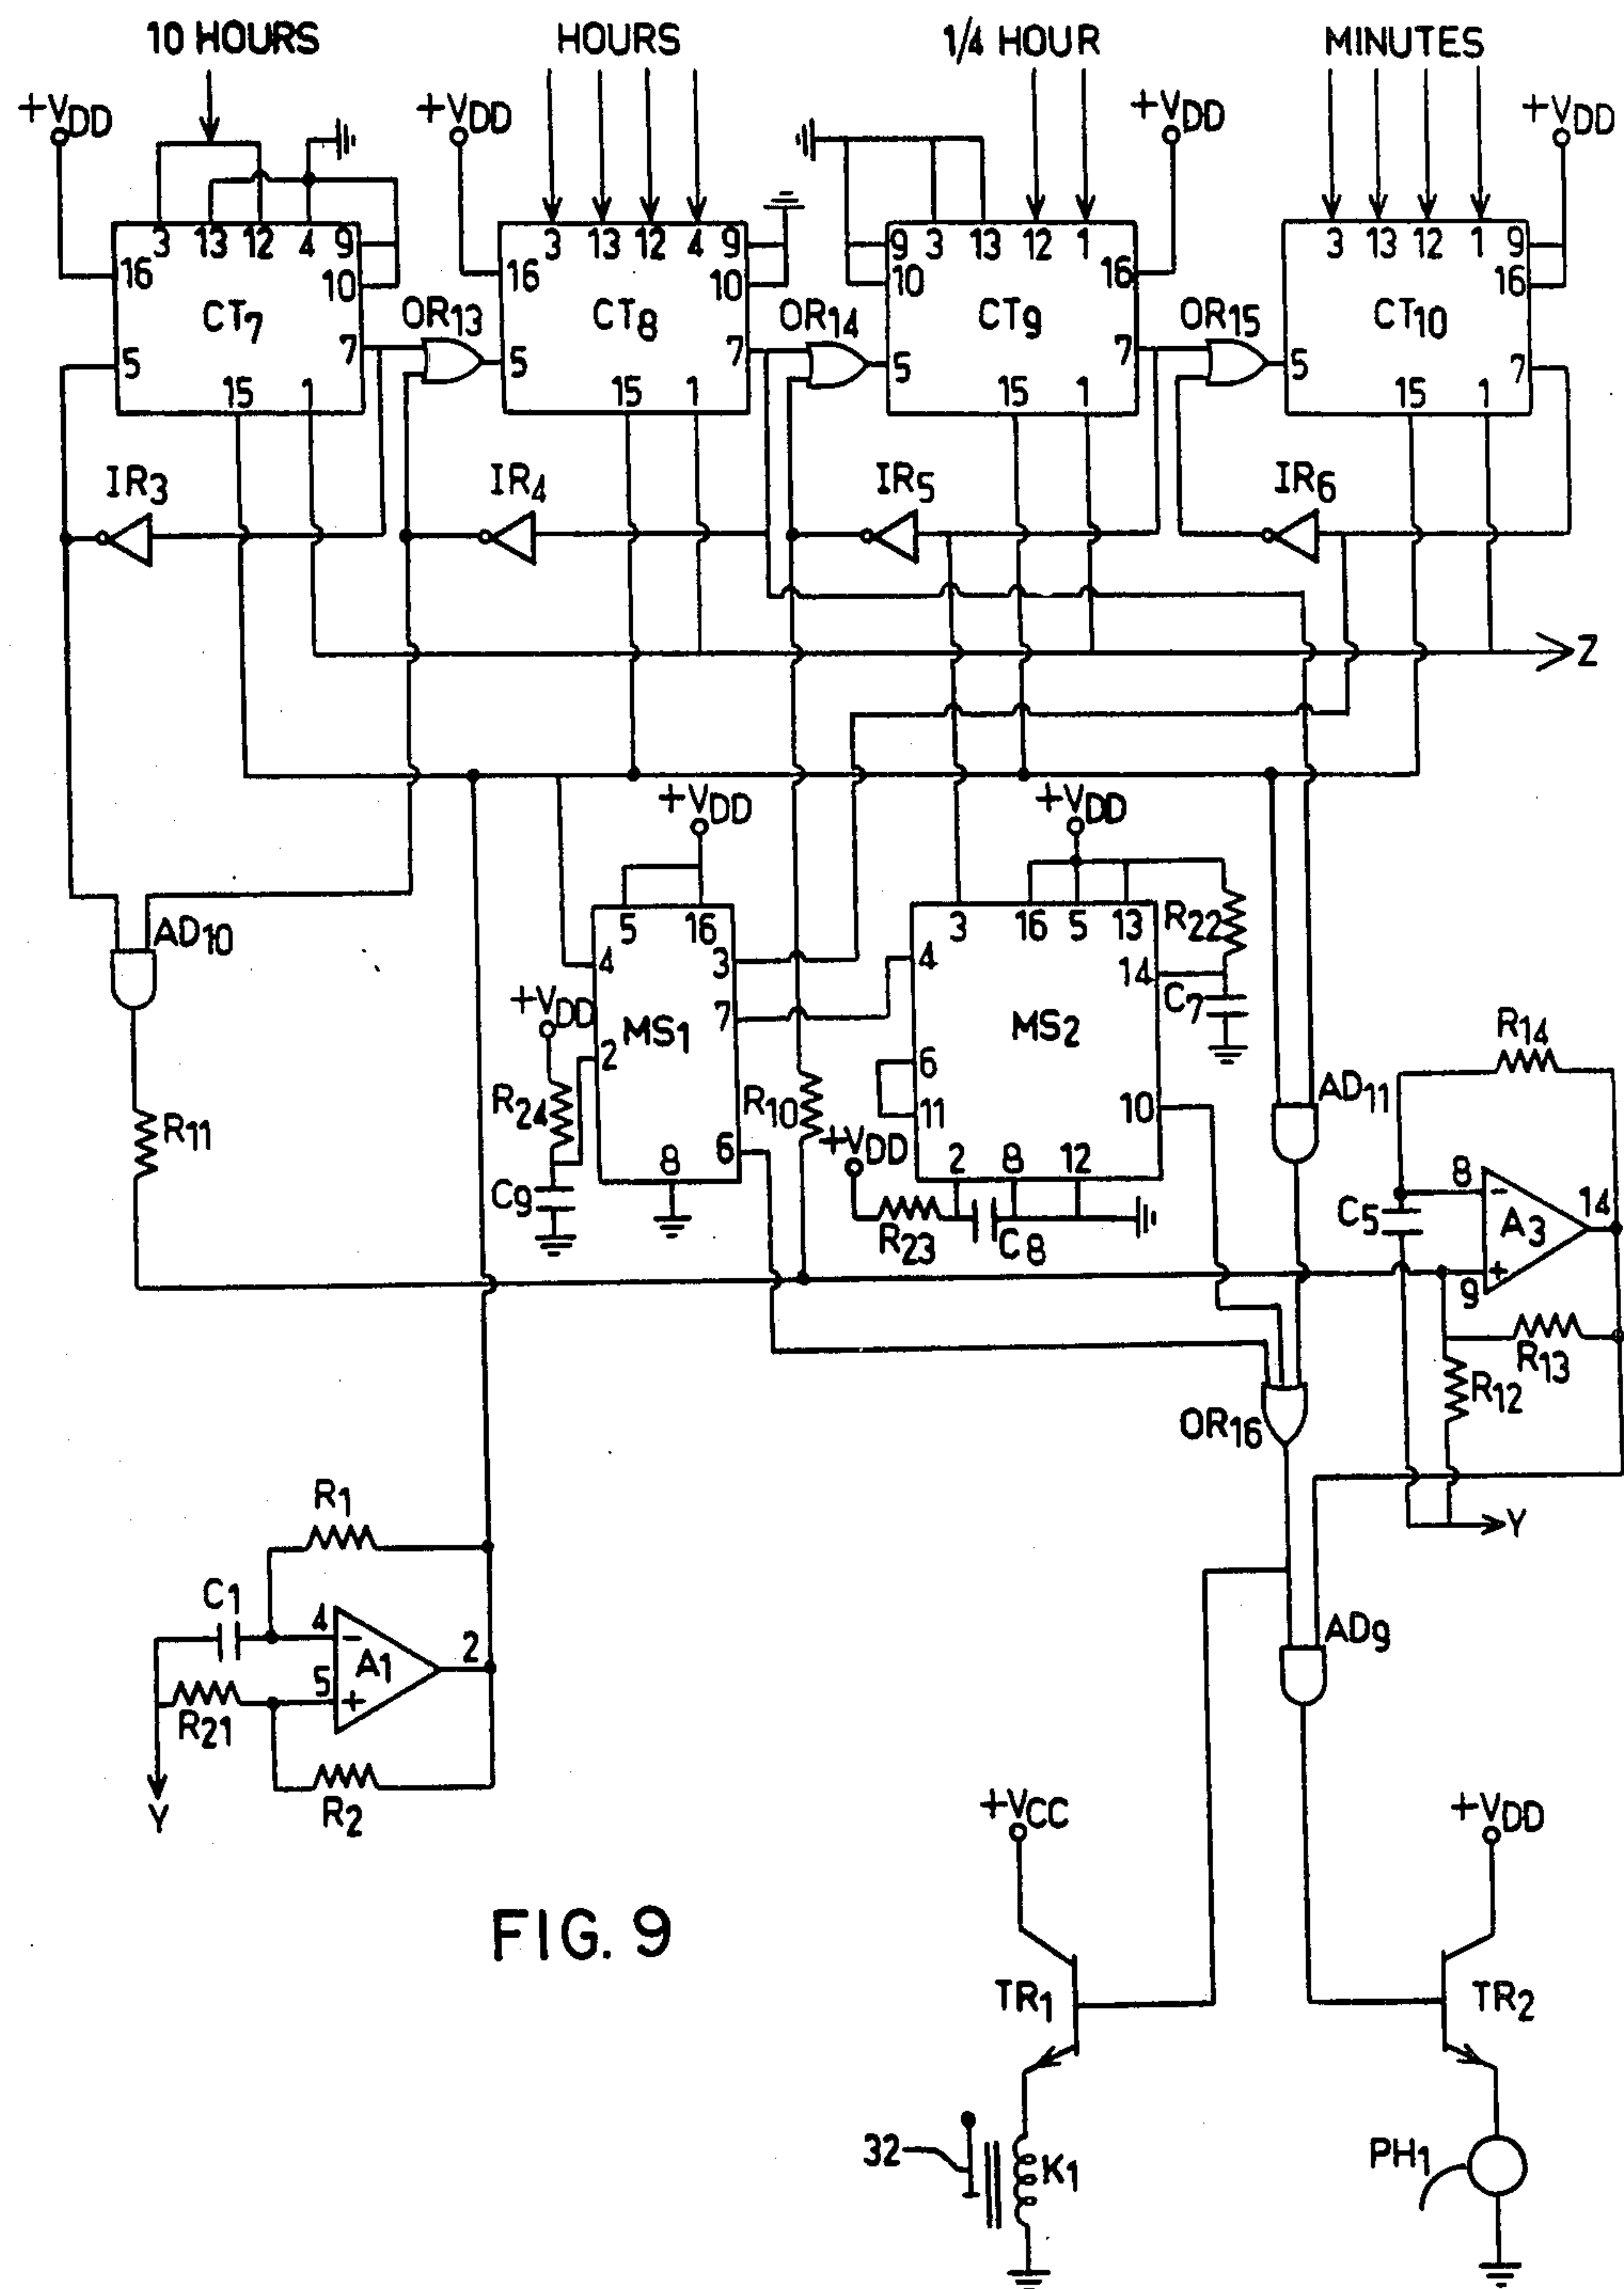 10 HOURS HOURS 1/4 HOUR MINUTES
+VDD +VDD +VDD +VDD
3 13 12 4 9 3 13 12 4 9 9 3 13 12 1 3 13 12 1 9
16 10 16 10 10 16 16
CT7 OR13 CT8 OR14 CT9 OR15 CT10
5 7 5 7 5 7 5 7
15 1 15 1 15 1 15 1
IR3 IR4 IR5 IR6
Z
+VDD +VDD
5 16 3 16 5 13 R22
AD10 4 3 4 14
+VDD MS1 7 MS2 C7
2 6 R14
R24 R10 11 10 AD11
R11 +VDD
C9 8 6 2 8 12 8 − 14
R23 C8 C5 A3
9 +
R13
R12
OR16
R1 Y
C1 4 − 2 AD9
A1
5 +
R21
R2
Y
+VCC +VDD
FIG. 9
TR1 TR2
32 K1 PH1